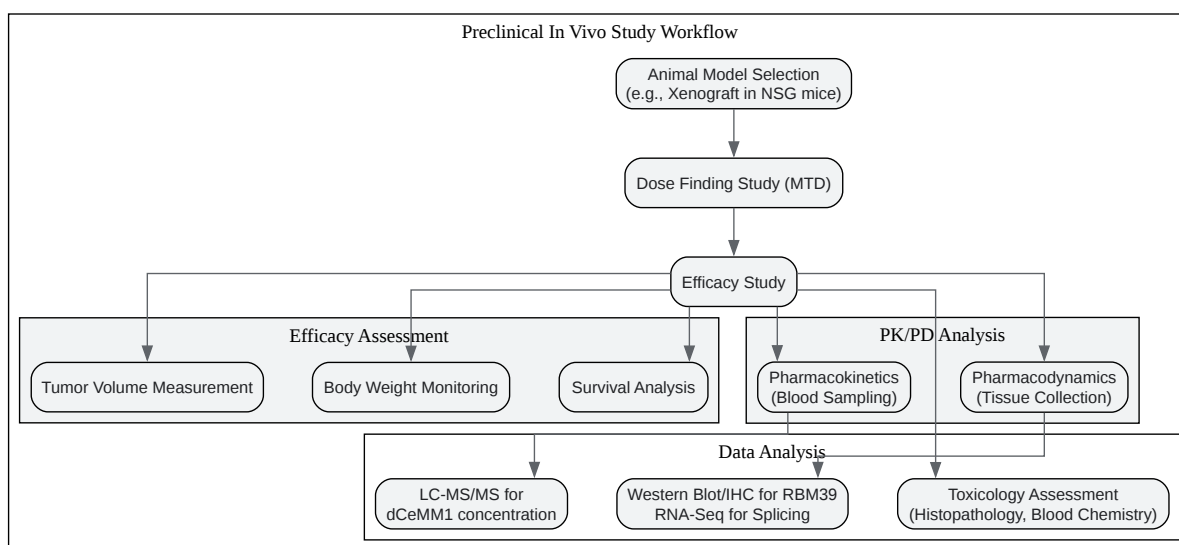 Preclinical In Vivo Study Workflow
Animal Model Selection
(e.g., Xenograft in NSG mice)
Dose Finding Study (MTD)
Efficacy Study
Efficacy Assessment
PK/PD Analysis
Tumor Volume Measurement
Body Weight Monitoring
Survival Analysis
Pharmacokinetics
(Blood Sampling)
Pharmacodynamics
(Tissue Collection)
Data Analysis
LC-MS/MS for
dCeMM1 concentration
Western Blot/IHC for RBM39
RNA-Seq for Splicing
Toxicology Assessment
(Histopathology, Blood Chemistry)